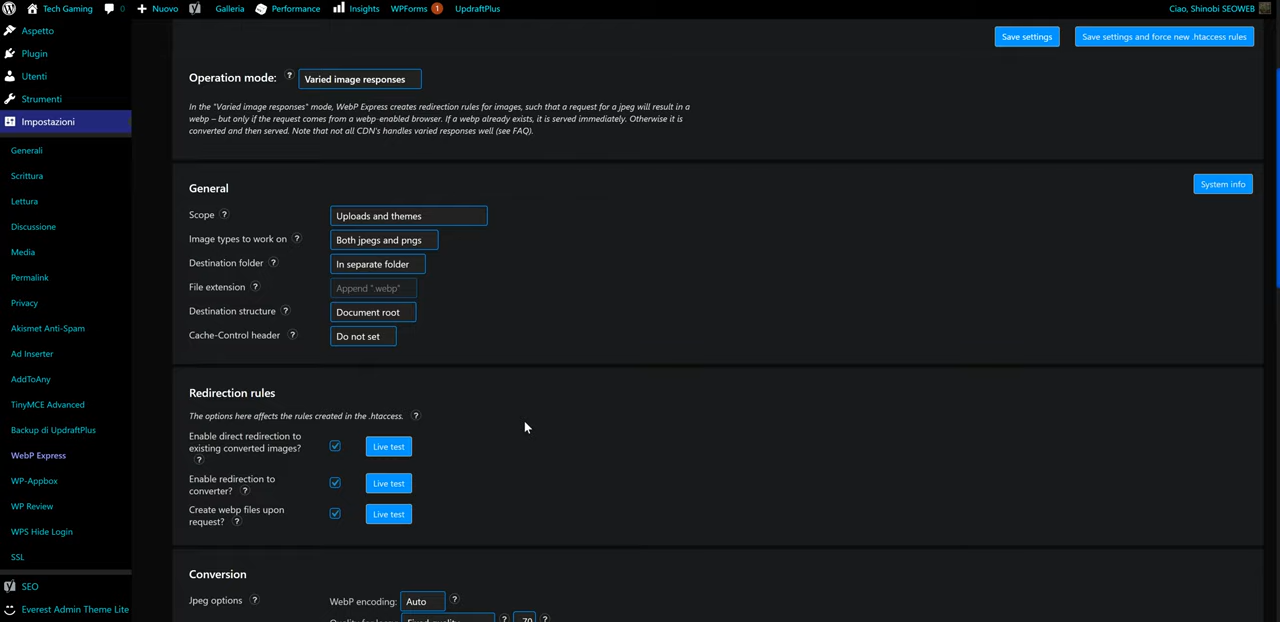 Tech Gaming 0 Nuovo Galleria Performance Insights WPForms 1 UpdraftPlus Ciao, Shinobi SEOWEB
Aspetto
Plugin
Utenti
Strumenti
Impostazioni
Generali
Scrittura
Lettura
Discussione
Media
Permalink
Privacy
Akismet Anti-Spam
Ad Inserter
AddToAny
TinyMCE Advanced
Backup di UpdraftPlus
WebP Express
WP-Appbox
WP Review
WPS Hide Login
SSL
SEO
Everest Admin Theme Lite
Save settings Save settings and force new .htaccess rules
Operation mode: ? Varied image responses
In the "Varied image responses" mode, WebP Express creates redirection rules for images, such that a request for a jpeg will result in a
webp – but only if the request comes from a webp-enabled browser. If a webp already exists, it is served immediately. Otherwise it is
converted and then served. Note that not all CDN's handles varied responses well (see FAQ).
General System info
Scope ? Uploads and themes
Image types to work on ? Both jpegs and pngs
Destination folder ? In separate folder
File extension ? Append ".webp"
Destination structure ? Document root
Cache-Control header ? Do not set
Redirection rules
The options here affects the rules created in the .htaccess. ?
Enable direct redirection to
existing converted images? Live test
?
Enable redirection to
converter? ? Live test
Create webp files upon
request? ? Live test
Conversion
Jpeg options ? WebP encoding: Auto ?
Quality for lossy: Fixed quality ? 70 ?